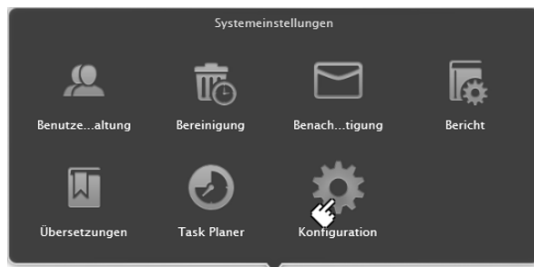 Systemeinstellungen
Benutze...altung Bereinigung Benach...tigung Bericht
Übersetzungen Task Planer Konfiguration